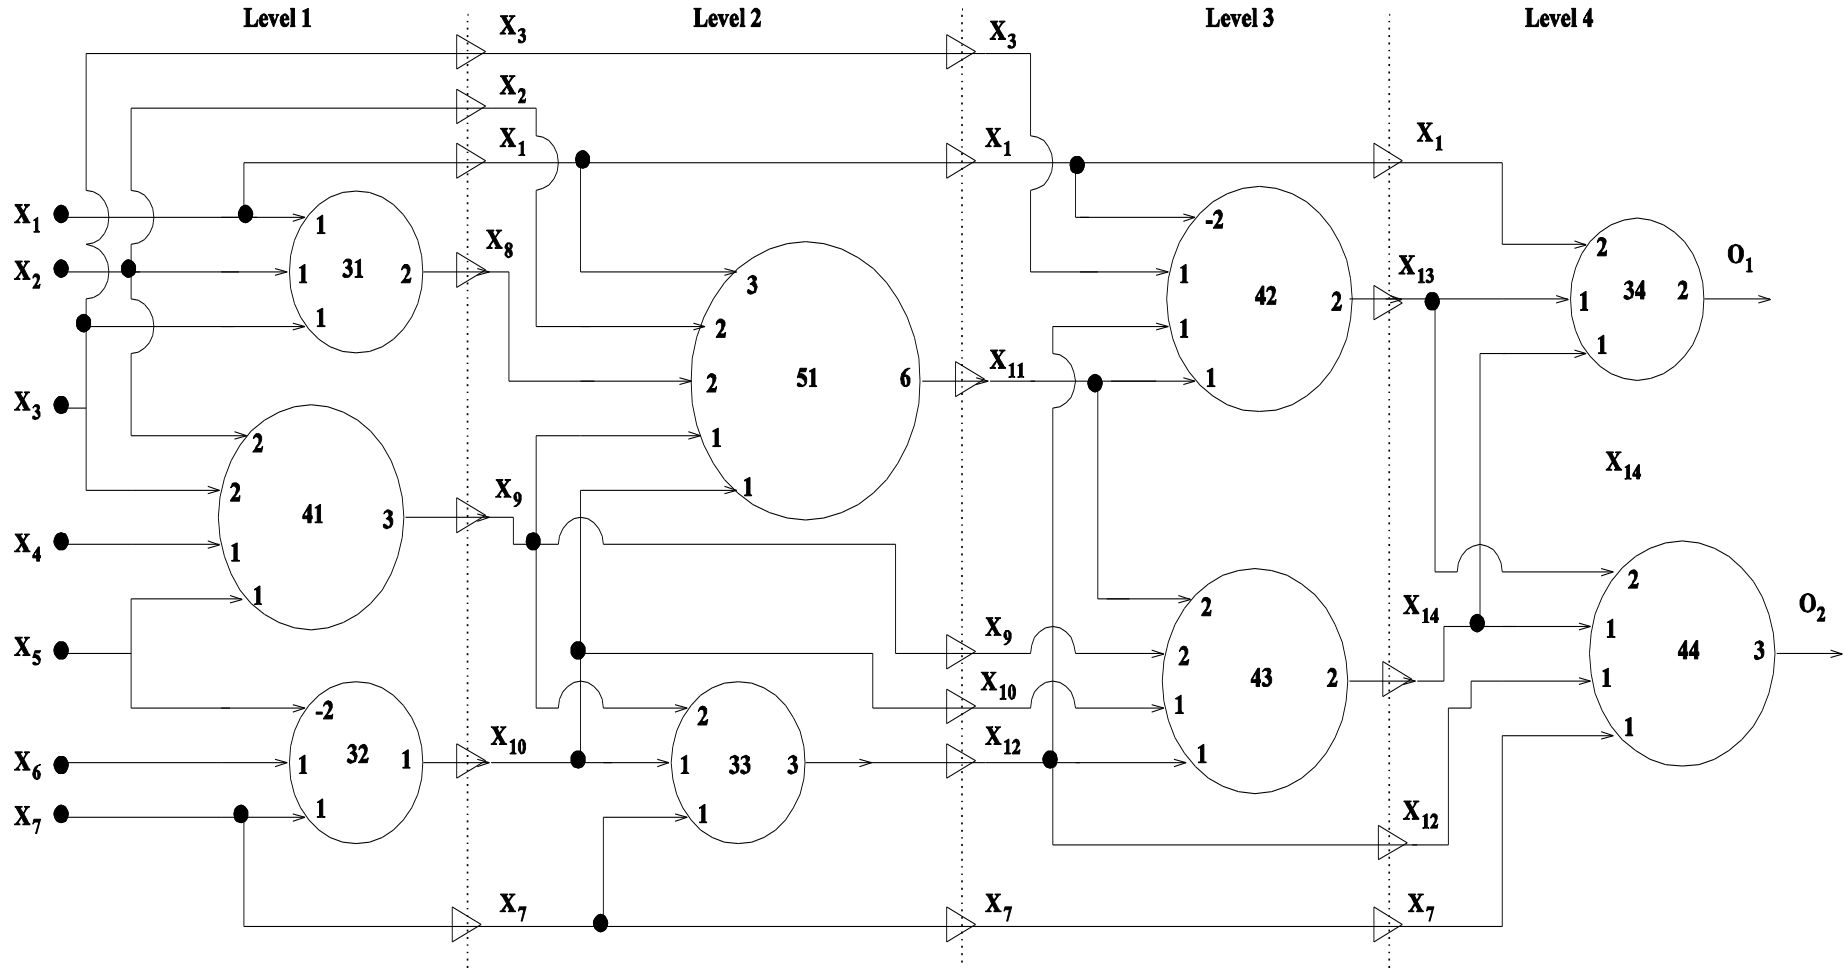 Level 1 Level 2 Level 3 Level 4
X3 X3
X2
X1 X1 X1
X1 1 -2
X8 2 O1
X2 1 31 2 3 1 42 2 X13 1 34 2
1 2 1 1
X3 2 51 6 X11 1
2 1 X14
2 X9 1
41 3
X4 1 2
1 2 O2
X9 2 X14 1
X5 43 2 1 44 3
-2 2 X10 1
X6 1 32 1 X10 1 33 3 X12 1 1
X7 1 1 X12
X7 X7 X7